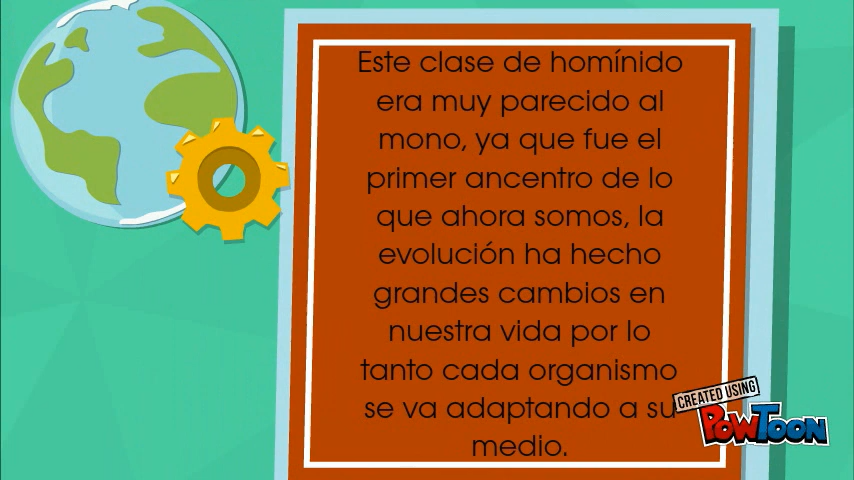 Este clase de homínido
era muy parecido al
mono, ya que fue el
primer ancentro de lo
que ahora somos, la
evolución ha hecho
grandes cambios en
nuestra vida por lo
tanto cada organismo
se va adaptando a su
medio.
CREATED USING
POWTOON